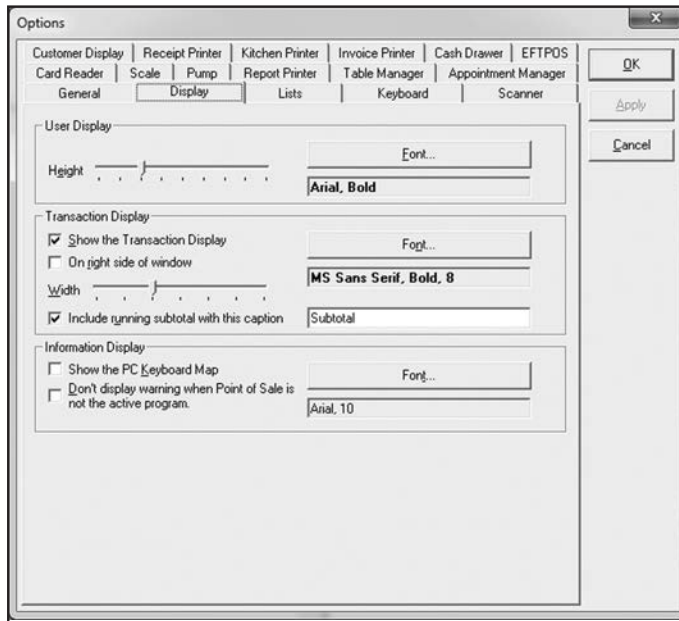 Options
Customer Display Receipt Printer Kitchen Printer Invoice Printer Cash Drawer EFTPOS
Card Reader Scale Pump Report Printer Table Manager Appointment Manager
General Display Lists Keyboard Scanner
OK
Apply
Cancel
User Display
Height
Font...
Arial, Bold
Transaction Display
Show the Transaction Display
Font...
On right side of window
MS Sans Serif, Bold, 8
Width
Include running subtotal with this caption Subtotal
Information Display
Show the PC Keyboard Map
Font...
Don't display warning when Point of Sale is
not the active program.
Arial, 10